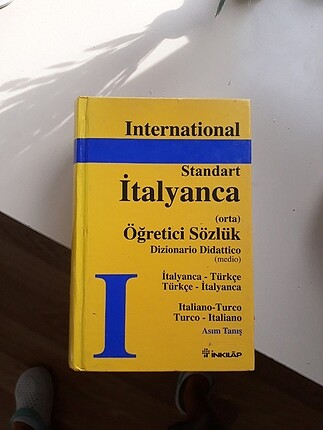 International
Standart
İtalyanca
(orta)
Öğretici Sözlük
Dizionario Didattico
(medio)
İtalyanca - Türkçe
Türkçe - İtalyanca
Italiano-Turco
Turco - Italiano
Asım Tanış
I
İNKILÂP